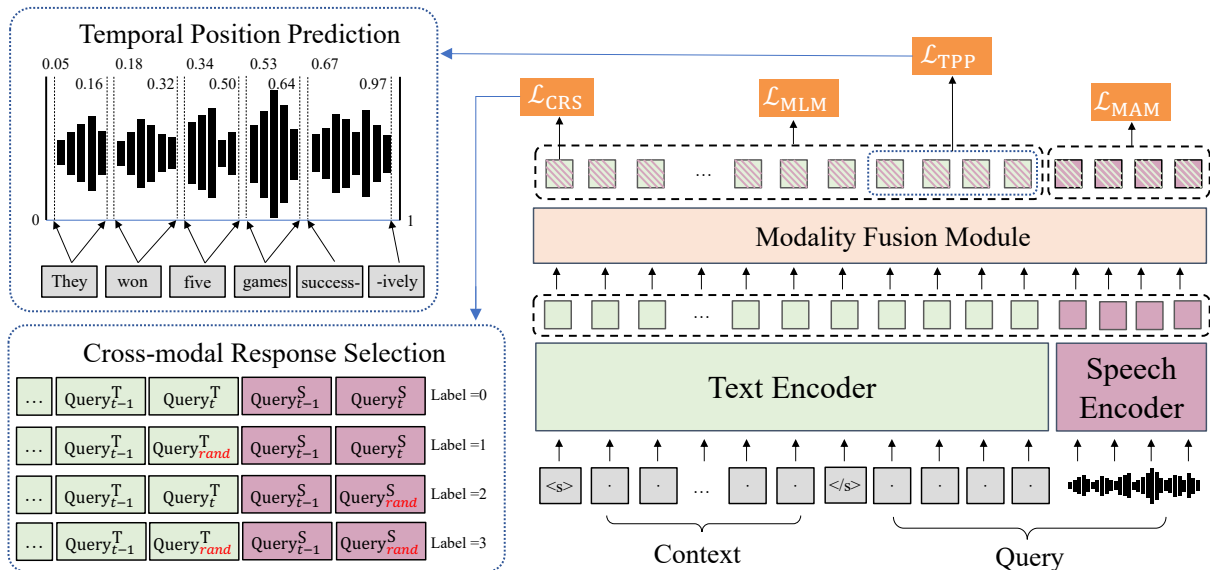 Temporal Position Prediction
0.05 0.18 0.34 0.53 0.67
0.16 0.32 0.50 0.64 0.97
0 1
They won five games success- -ively
Cross-modal Response Selection
... Query^T_{t−1} Query^T_t Query^S_{t−1} Query^S_t Label =0
... Query^T_{t−1} Query^T_{rand} Query^S_{t−1} Query^S_t Label =1
... Query^T_{t−1} Query^T_t Query^S_{t−1} Query^S_{rand} Label =2
... Query^T_{t−1} Query^T_{rand} Query^S_{t−1} Query^S_{rand} Label =3
ℒ_TPP
ℒ_CRS ℒ_MLM ℒ_MAM
...
Modality Fusion Module
...
Text Encoder
Speech
Encoder
<s> · · ... · · </s> · · · ·
Context Query